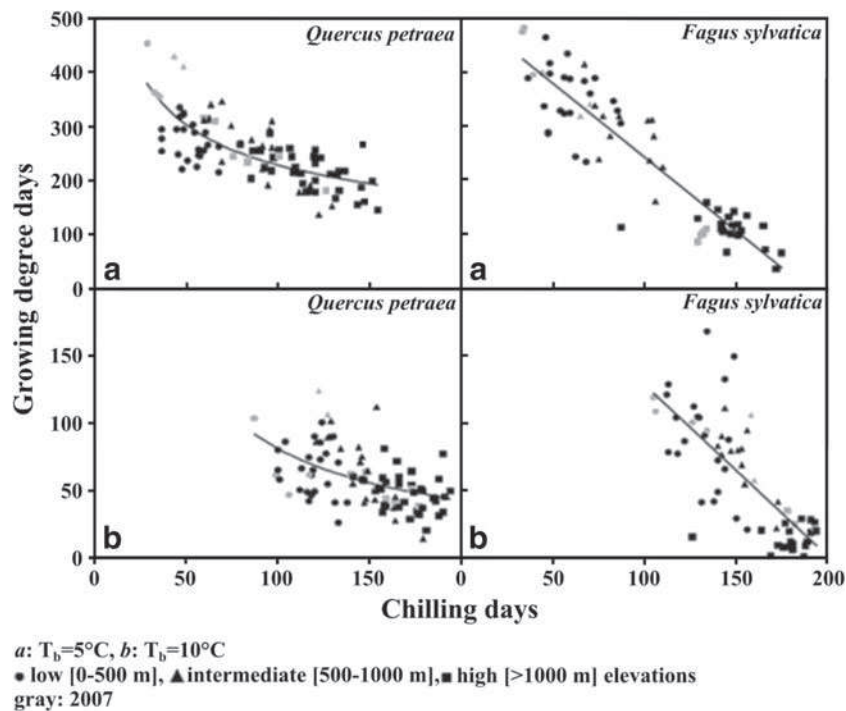 Growing degree days
500
400
300
200
100
0
Quercus petraea
a
Fagus sylvatica
a
150
100
50
0
Quercus petraea
b
Fagus sylvatica
b
0 50 100 150 0 50 100 150 200
Chilling days
a: Tb=5°C, b: Tb=10°C
● low [0-500 m], ▲intermediate [500-1000 m],■ high [>1000 m] elevations
gray: 2007